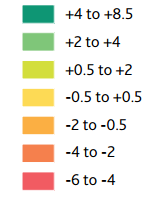 +4 to +8.5
+2 to +4
+0.5 to +2
-0.5 to +0.5
-2 to -0.5
-4 to -2
-6 to -4